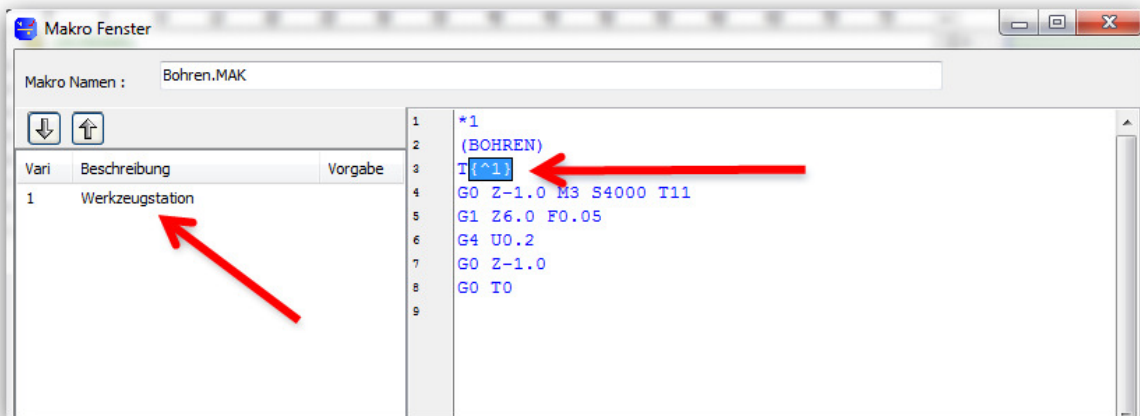 Makro Fenster
Makro Namen :
Bohren.MAK
Vari Beschreibung Vorgabe
1 Werkzeugstation
1 *1
2 (BOHREN)
3 T{^1}
4 G0 Z-1.0 M3 S4000 T11
5 G1 Z6.0 F0.05
6 G4 U0.2
7 G0 Z-1.0
8 G0 T0
9